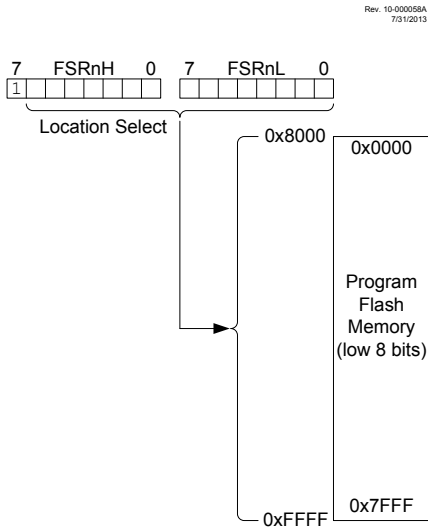 Rev. 10-000058A
7/31/2013
7 FSRnH 0 7 FSRnL 0
1
Location Select
0x8000
0x0000
Program
Flash
Memory
(low 8 bits)
0x7FFF
0xFFFF